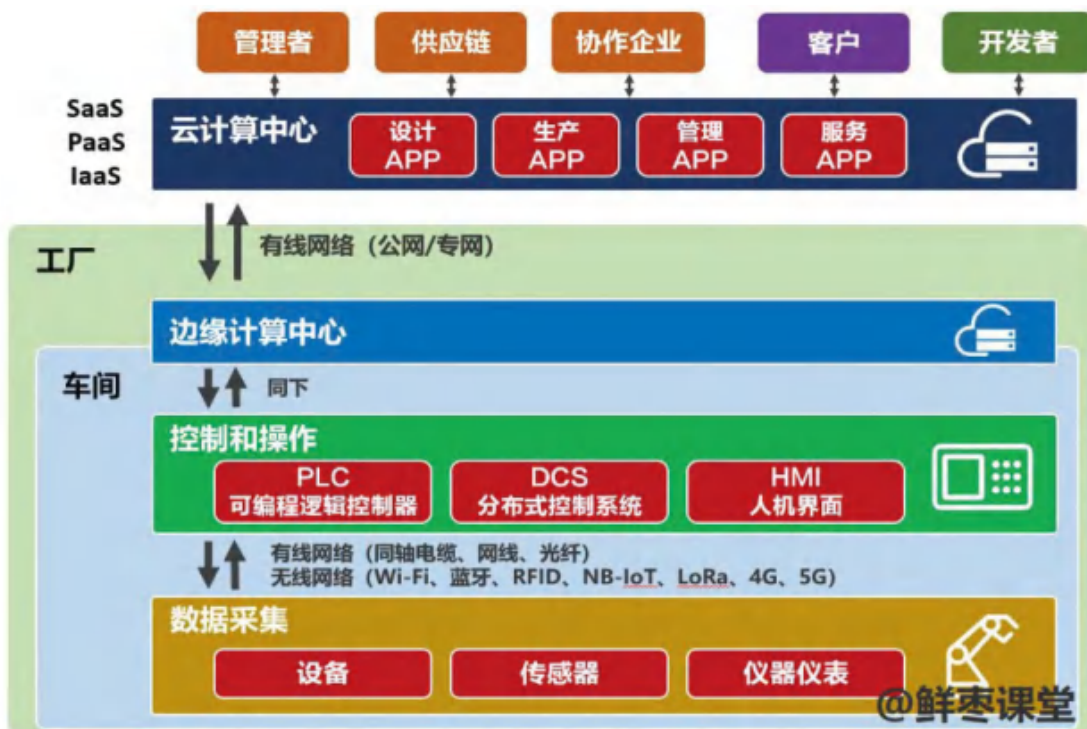 管理者
供应链
协作企业
客户
开发者
SaaS
PaaS
IaaS
云计算中心
设计
APP
生产
APP
管理
APP
服务
APP
有线网络（公网/专网）
工厂
边缘计算中心
车间
同下
控制和操作
PLC
可编程逻辑控制器
DCS
分布式控制系统
HMI
人机界面
有线网络（同轴电缆、网线、光纤）
无线网络（Wi-Fi、蓝牙、RFID、NB-IoT、LoRa、4G、5G）
数据采集
设备
传感器
仪器仪表
@鲜枣课堂